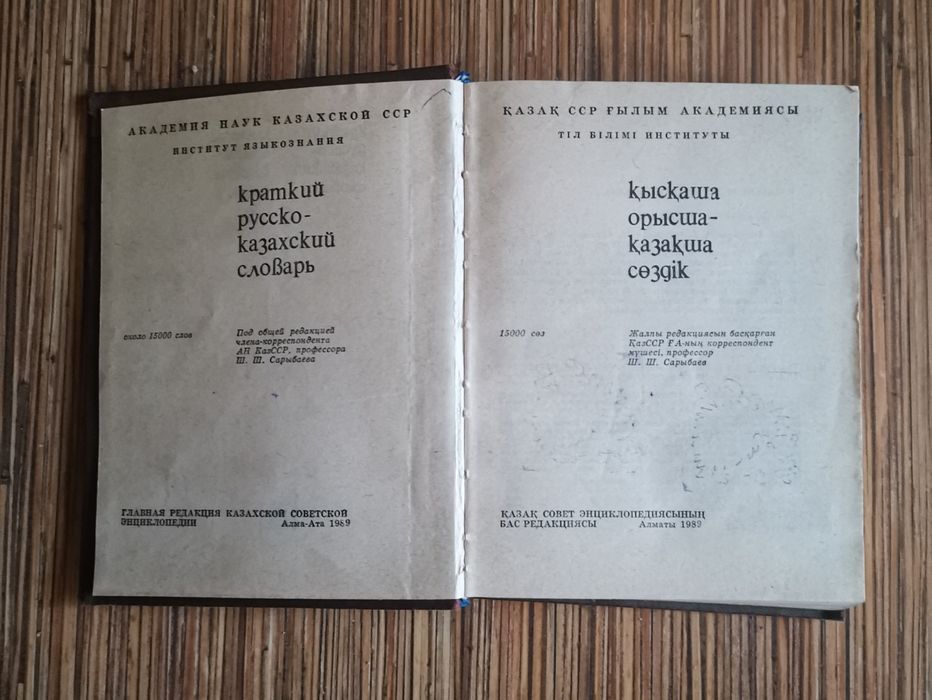 АКАДЕМИЯ НАУК КАЗАХСКОЙ ССР
ИНСТИТУТ ЯЗЫКОЗНАНИЯ
краткий
русско-
казахский
словарь
около 15000 слов
Под общей редакцией
члена-корреспондента
АН КазССР, профессора
Ш. Ш. Сарыбаева
ГЛАВНАЯ РЕДАКЦИЯ КАЗАХСКОЙ СОВЕТСКОЙ
ЭНЦИКЛОПЕДИИ Алма-Ата 1989
ҚАЗАҚ ССР ҒЫЛЫМ АКАДЕМИЯСЫ
ТІЛ БІЛІМІ ИНСТИТУТЫ
қысқаша
орысша-
қазақша
сөздік
15000 сөз
Жалпы редакциясын басқарған
ҚазССР ҒА-ның корреспондент
мүшесі, профессор
Ш. Ш. Сарыбаев
ҚАЗАҚ СОВЕТ ЭНЦИКЛОПЕДИЯСЫНЫҢ
БАС РЕДАКЦИЯСЫ Алматы 1989